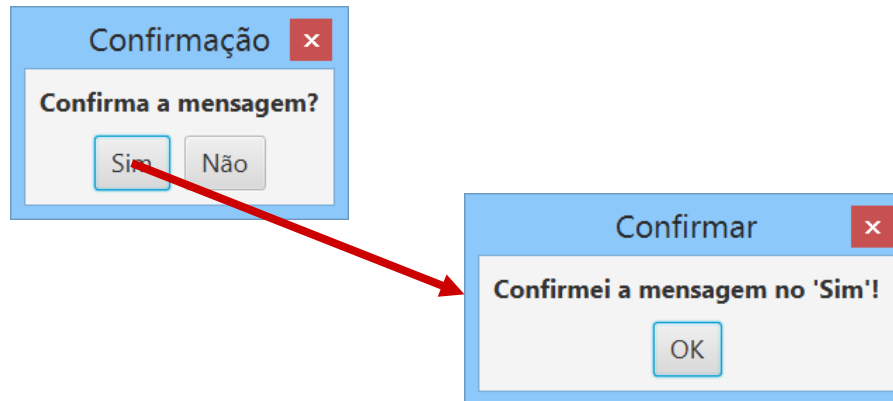 Confirmação
Confirma a mensagem?
Sim Não
Confirmar
Confirmei a mensagem no 'Sim'!
OK